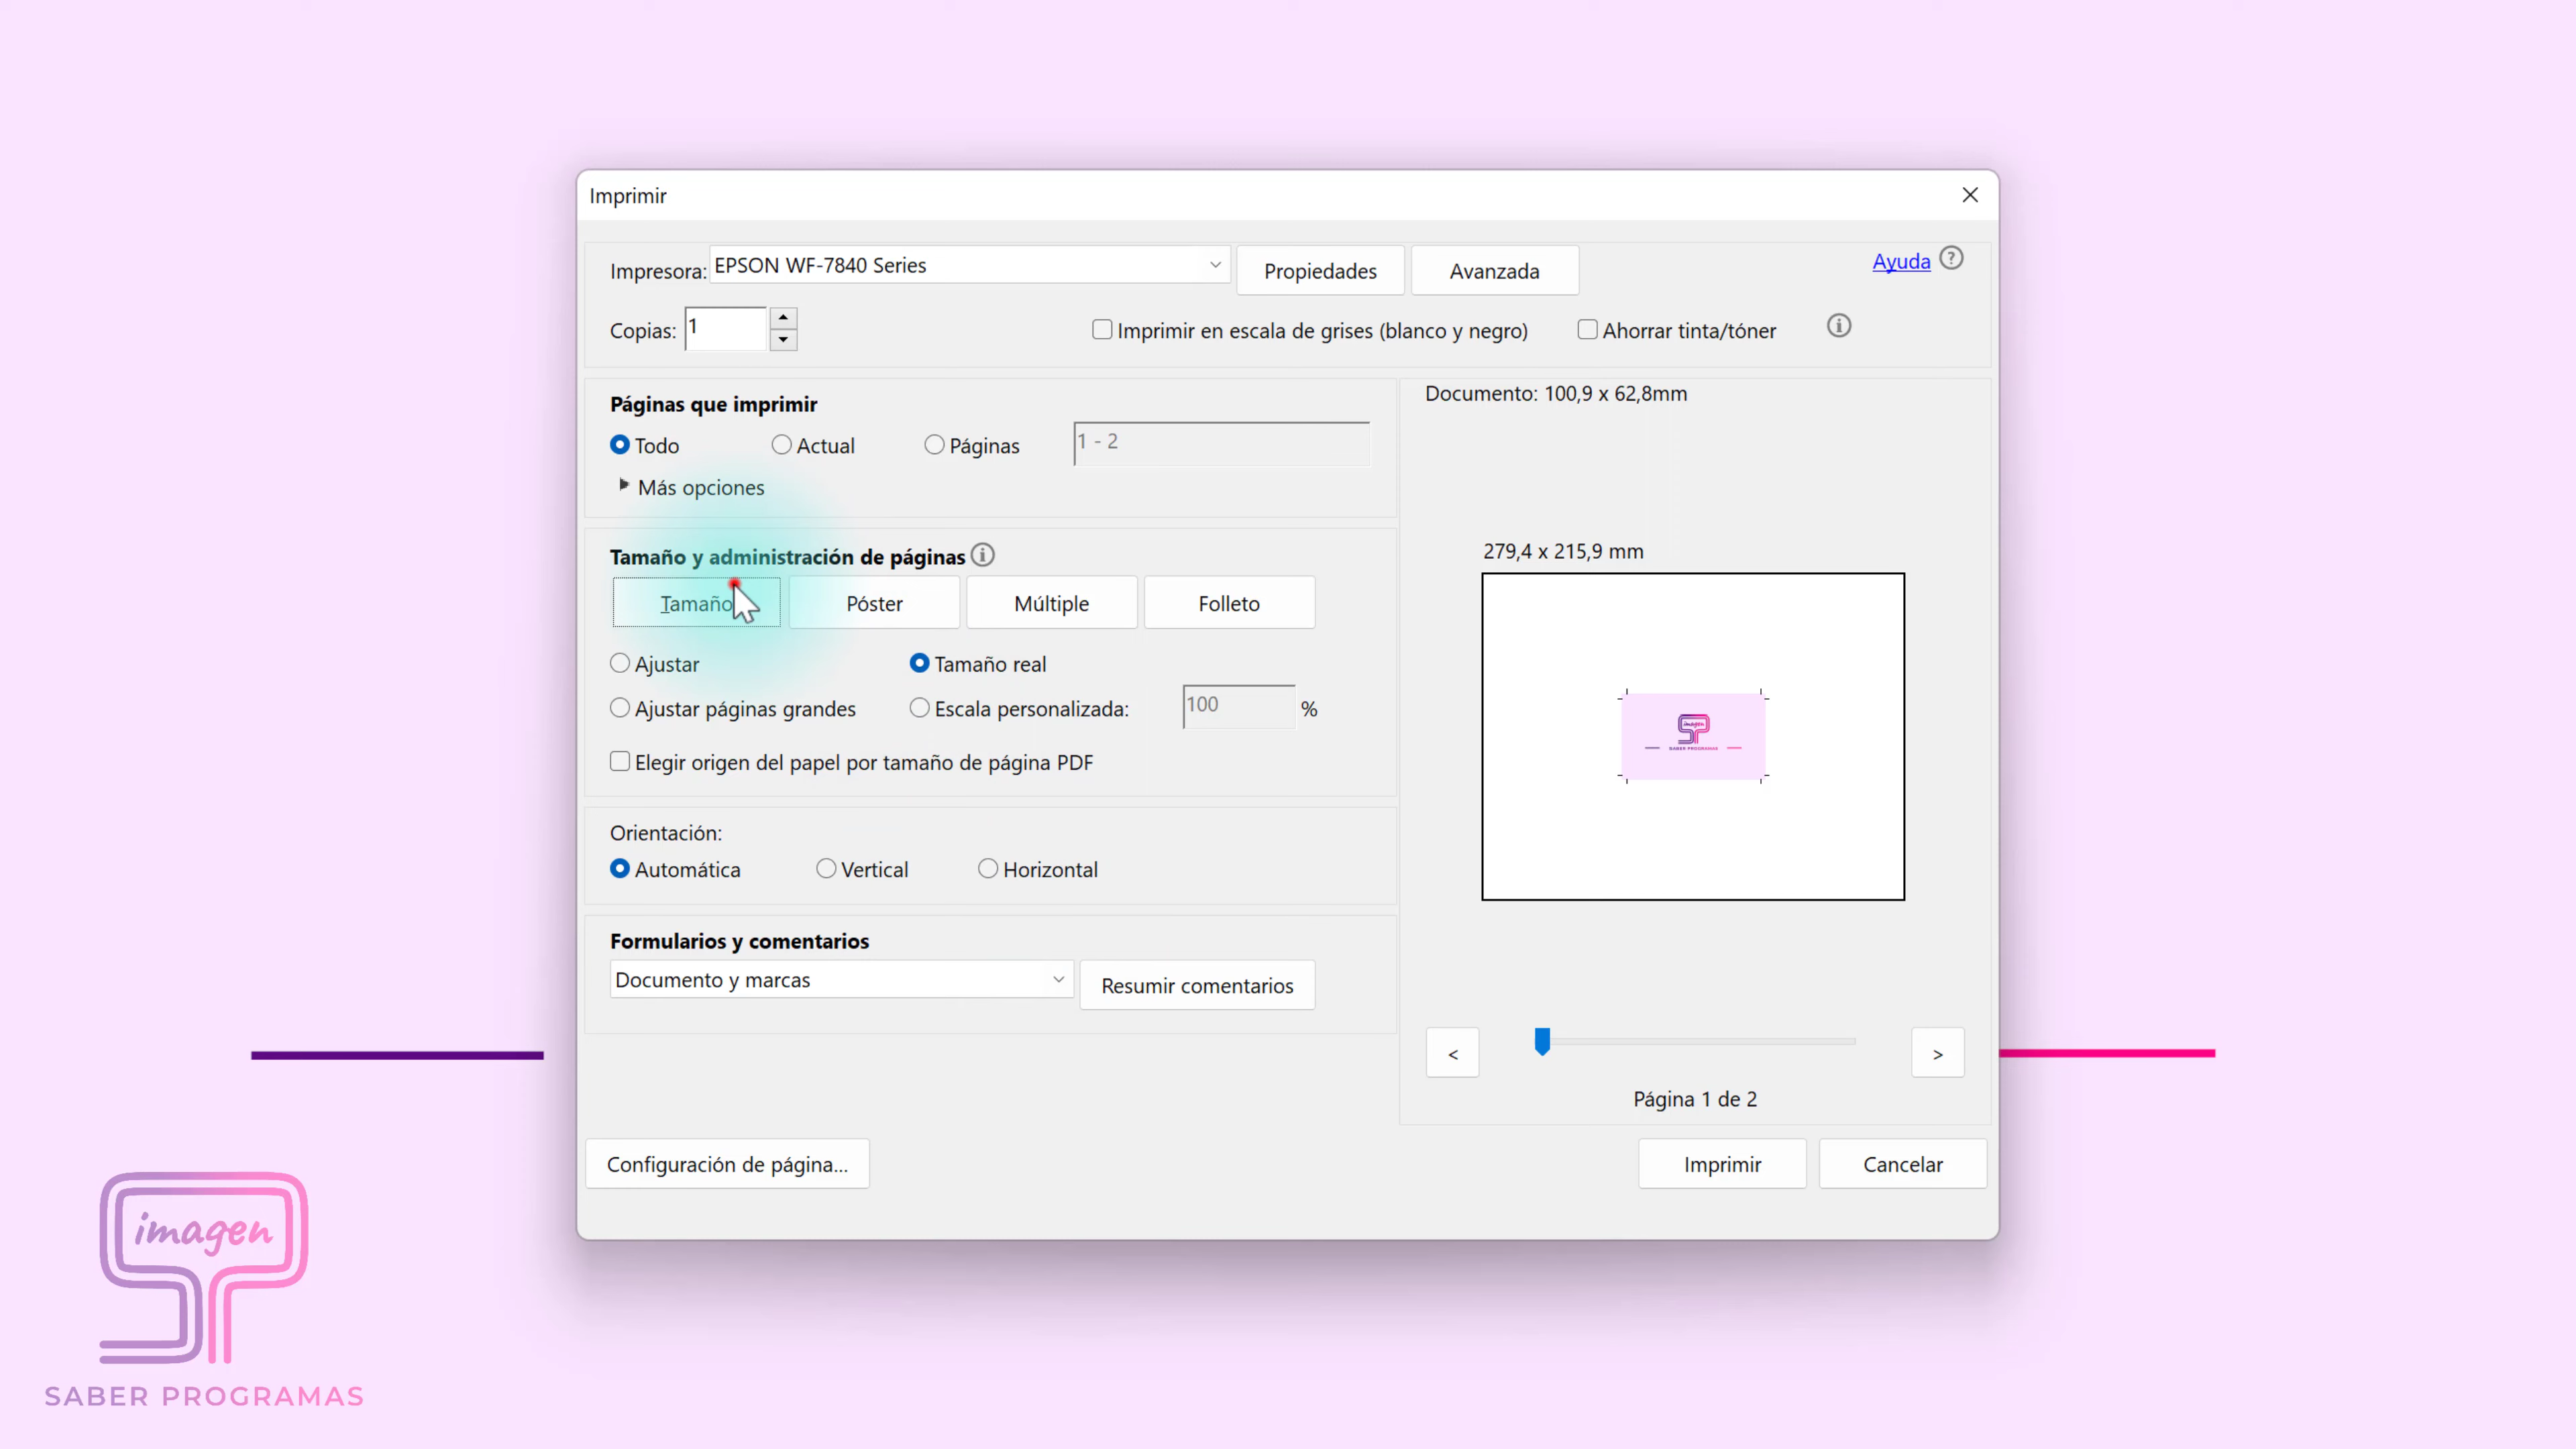 Imprimir
Impresora: EPSON WF-7840 Series Propiedades Avanzada Ayuda ?
Copias: 1 Imprimir en escala de grises (blanco y negro) Ahorrar tinta/tóner
Páginas que imprimir
Todo Actual Páginas 1 - 2
Más opciones
Tamaño y administración de páginas
Tamaño Póster Múltiple Folleto
Ajustar Tamaño real
Ajustar páginas grandes Escala personalizada: 100 %
Elegir origen del papel por tamaño de página PDF
Orientación:
Automática Vertical Horizontal
Formularios y comentarios
Documento y marcas Resumir comentarios
Documento: 100,9 x 62,8mm
279,4 x 215,9 mm
imagen
SABER PROGRAMAS
< >
Página 1 de 2
Configuración de página... Imprimir Cancelar
imagen
SABER PROGRAMAS